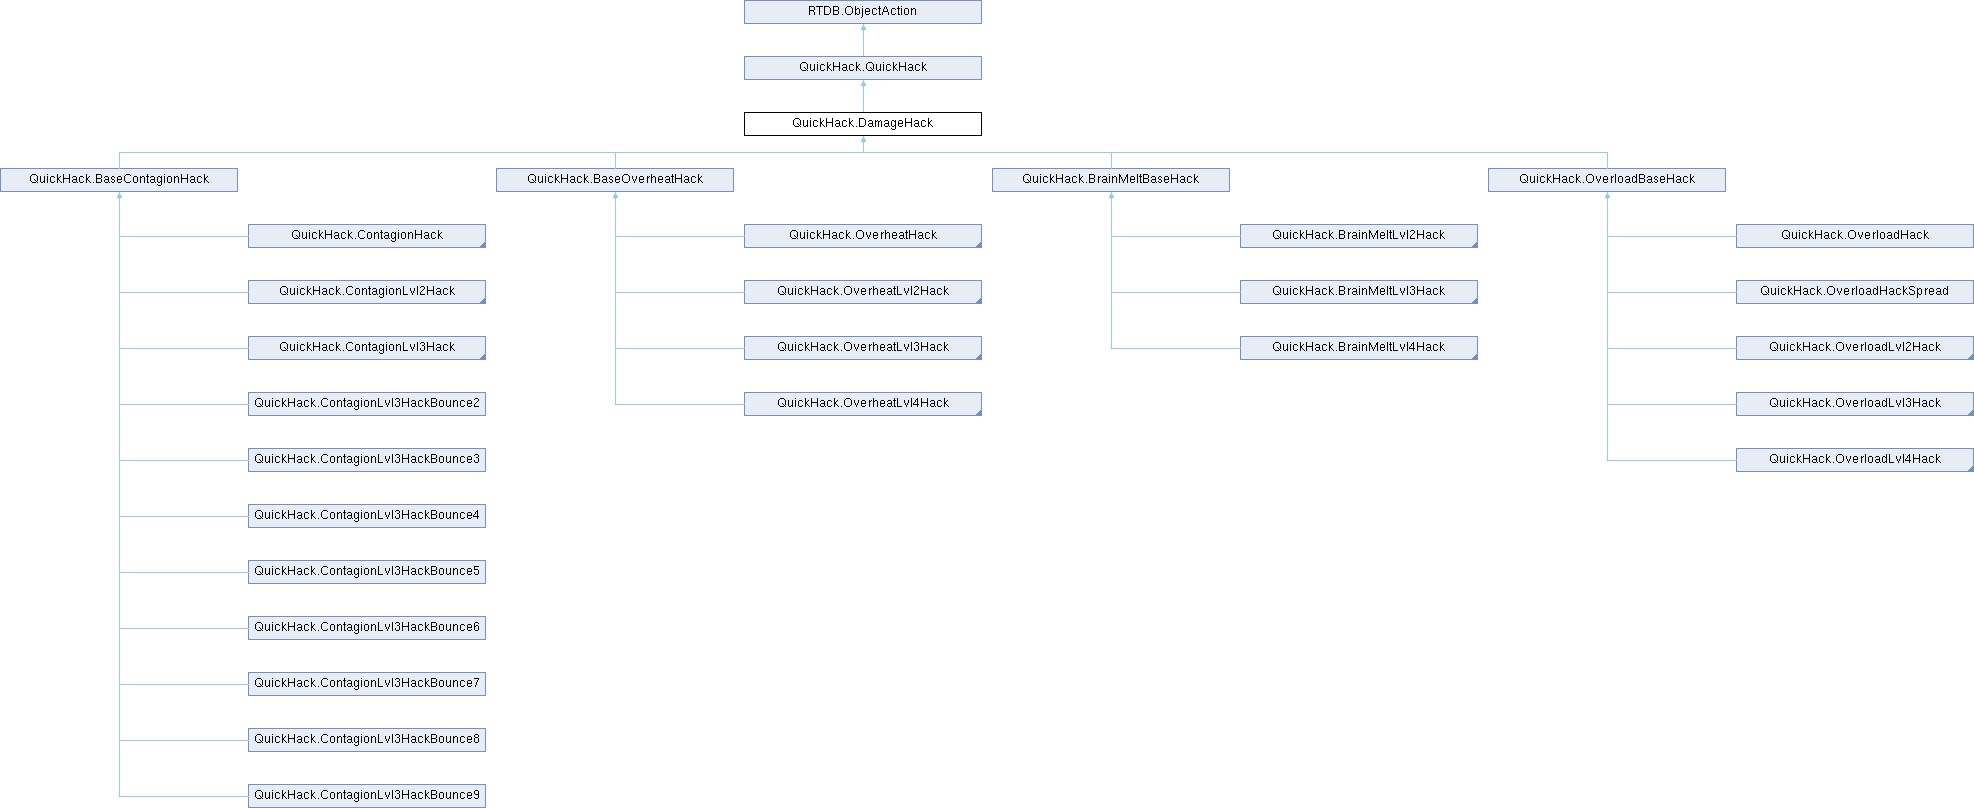 RTDB.ObjectAction
QuickHack.QuickHack
QuickHack.DamageHack
QuickHack.BaseContagionHack
QuickHack.BaseOverheatHack
QuickHack.BrainMeltBaseHack
QuickHack.OverloadBaseHack
QuickHack.ContagionHack
QuickHack.OverheatHack
QuickHack.BrainMeltLvl2Hack
QuickHack.OverloadHack
QuickHack.ContagionLvl2Hack
QuickHack.OverheatLvl2Hack
QuickHack.BrainMeltLvl3Hack
QuickHack.OverloadHackSpread
QuickHack.ContagionLvl3Hack
QuickHack.OverheatLvl3Hack
QuickHack.BrainMeltLvl4Hack
QuickHack.OverloadLvl2Hack
QuickHack.ContagionLvl3HackBounce2
QuickHack.OverheatLvl4Hack
QuickHack.OverloadLvl3Hack
QuickHack.ContagionLvl3HackBounce3
QuickHack.OverloadLvl4Hack
QuickHack.ContagionLvl3HackBounce4
QuickHack.ContagionLvl3HackBounce5
QuickHack.ContagionLvl3HackBounce6
QuickHack.ContagionLvl3HackBounce7
QuickHack.ContagionLvl3HackBounce8
QuickHack.ContagionLvl3HackBounce9